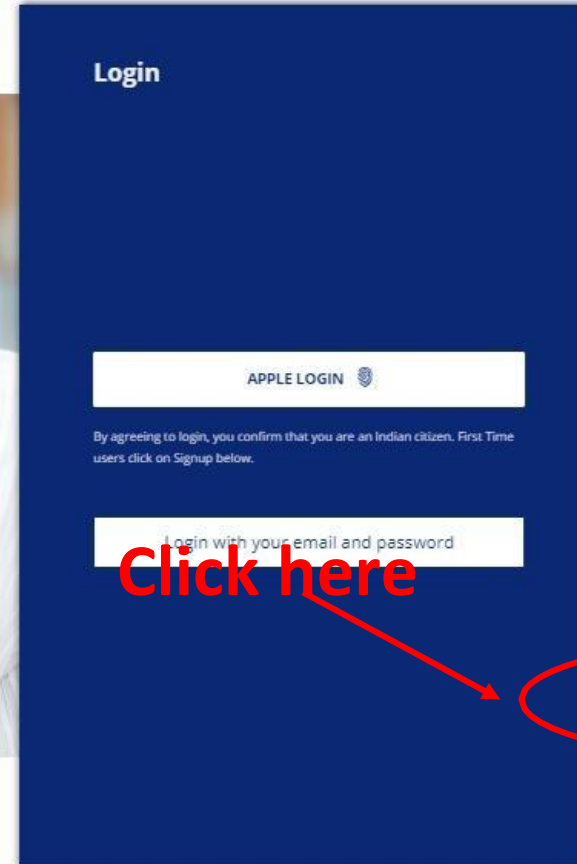 Login
APPLE LOGIN
By agreeing to login, you confirm that you are an Indian citizen. First Time
users click on Signup below.
Login with your email and password
Click here